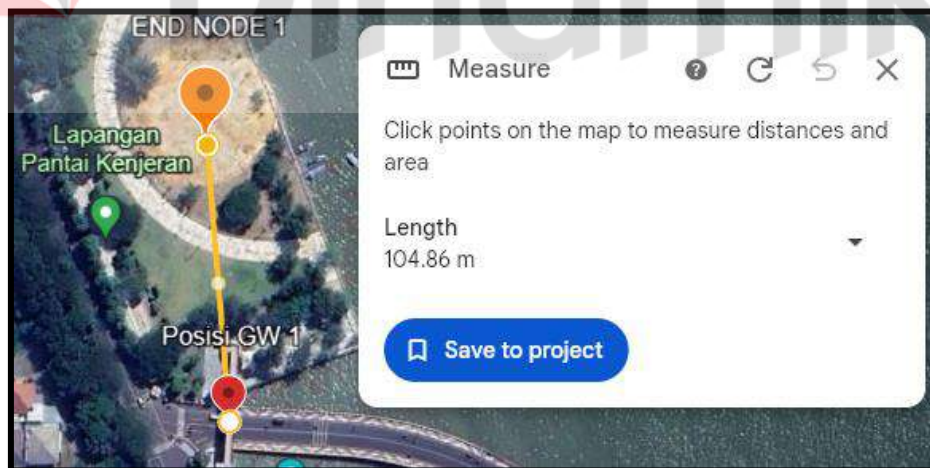 END NODE 1
Lapangan
Pantai Kenjeran
Posisi GW 1
Measure
Click points on the map to measure distances and
area
Length
104.86 m
Save to project